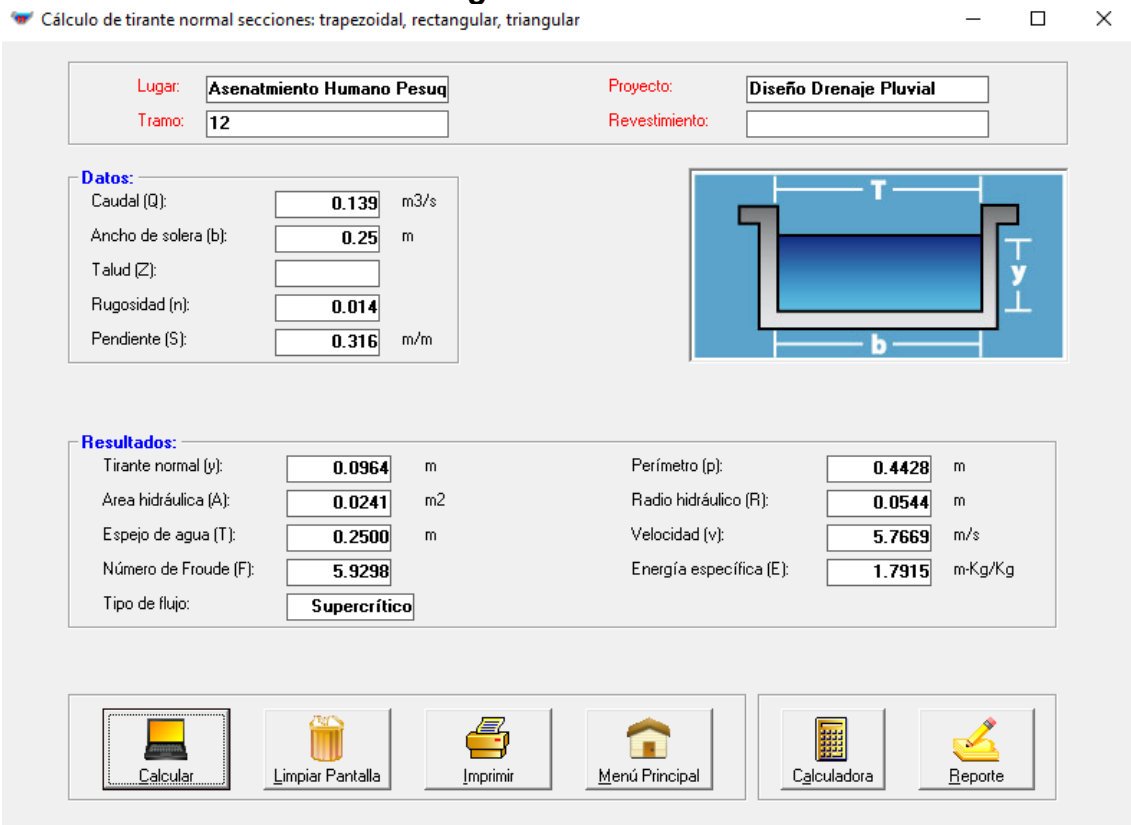 Cálculo de tirante normal secciones: trapezoidal, rectangular, triangular
Lugar: Asenatmiento Humano Pesuq Proyecto: Diseño Drenaje Pluvial
Tramo: 12 Revestimiento:
Datos:
Caudal (Q): 0.139 m3/s
Ancho de solera (b): 0.25 m
Talud (Z):
Rugosidad (n): 0.014
Pendiente (S): 0.316 m/m
T
y
b
Resultados:
Tirante normal (y): 0.0964 m Perímetro (p): 0.4428 m
Area hidráulica (A): 0.0241 m2 Radio hidráulico (R): 0.0544 m
Espejo de agua (T): 0.2500 m Velocidad (v): 5.7669 m/s
Número de Froude (F): 5.9298 Energía específica (E): 1.7915 m-Kg/Kg
Tipo de flujo: Supercrítico
Calcular Limpiar Pantalla Imprimir Menú Principal Calculadora Reporte